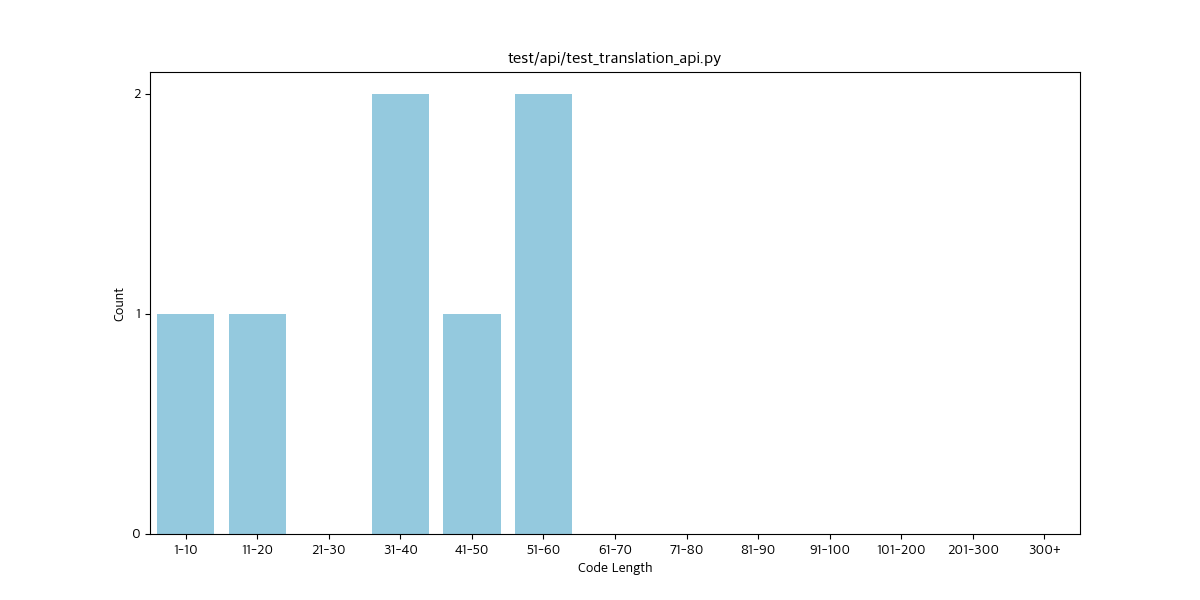 test/api/test_translation_api.py
2
1
0
Count
1-10 11-20 21-30 31-40 41-50 51-60 61-70 71-80 81-90 91-100 101-200 201-300 300+
Code Length